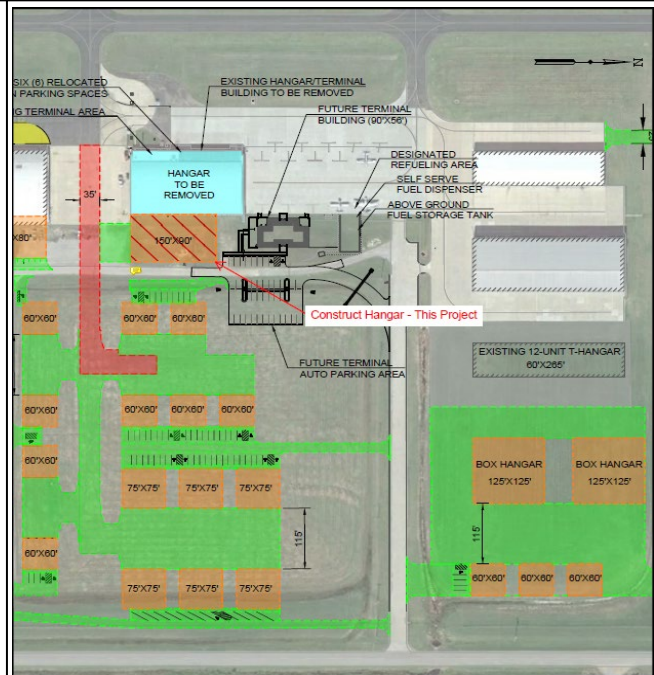 SIX (6) RELOCATED
PARKING SPACES
TERMINAL AREA
EXISTING HANGAR/TERMINAL
BUILDING TO BE REMOVED
N
FUTURE TERMINAL
BUILDING (90'X56')
HANGAR
TO BE
REMOVED
DESIGNATED
REFUELING AREA
SELF SERVE
FUEL DISPENSER
ABOVE GROUND
FUEL STORAGE TANK
35'
X80'
150'X90'
Construct Hangar - This Project
60'X60'
60'X60'
60'X60'
EXISTING 12-UNIT T-HANGAR
60'X265'
FUTURE TERMINAL
AUTO PARKING AREA
60'X60'
60'X60'
60'X60'
60'X60'
60'X60'
75'X75'
75'X75'
75'X75'
BOX HANGAR
125'X125'
BOX HANGAR
125'X125'
115'
115'
60'X60'
75'X75'
75'X75'
75'X75'
60'X60'
60'X60'
60'X60'